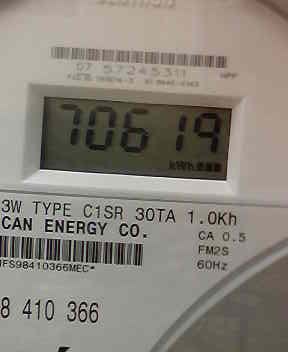 07 57245311
70619
kWh
3W TYPE C1SR 30TA 1.0Kh
CAN ENERGY CO.
CA 0.5
FM2S
60Hz
8 410 366